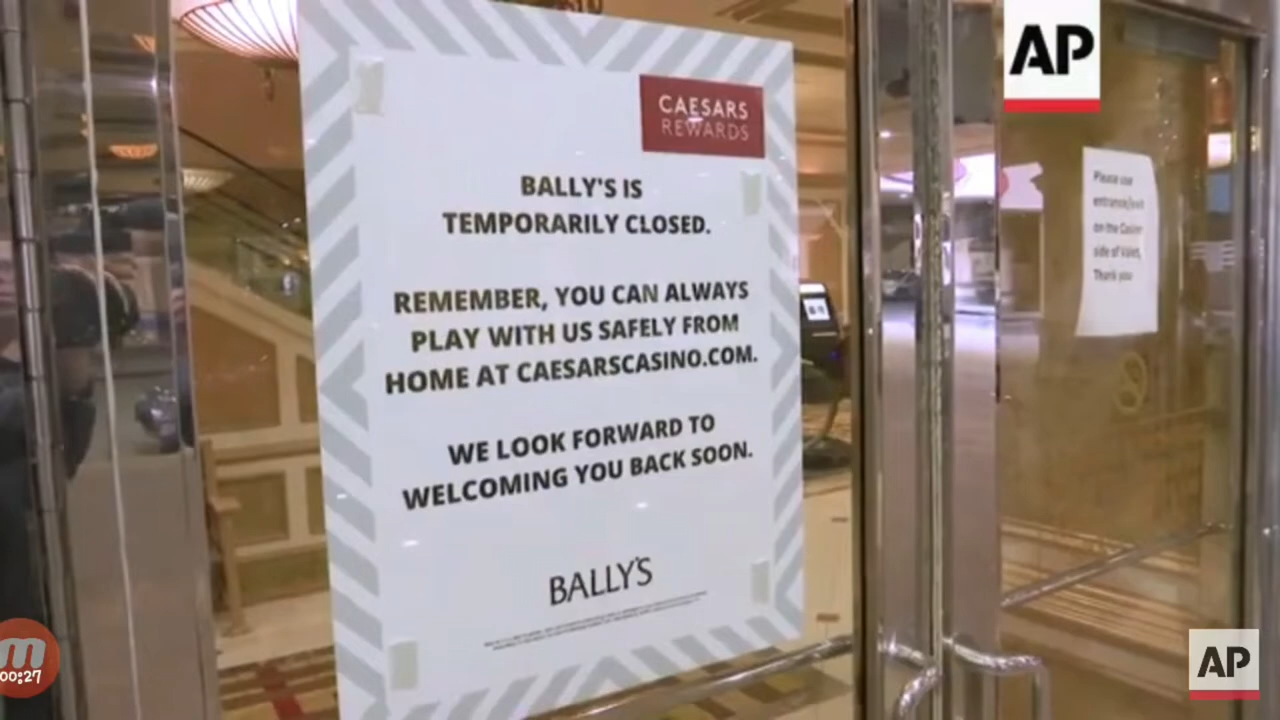 CAESARS
REWARDS
BALLY'S IS
TEMPORARILY CLOSED.
REMEMBER, YOU CAN ALWAYS
PLAY WITH US SAFELY FROM
HOME AT CAESARSCASINO.COM.
WE LOOK FORWARD TO
WELCOMING YOU BACK SOON.
BALLY'S
AP
Please use
entrance/exit
on the Casino
side of Valet,
Thank you
AP
m
00:27